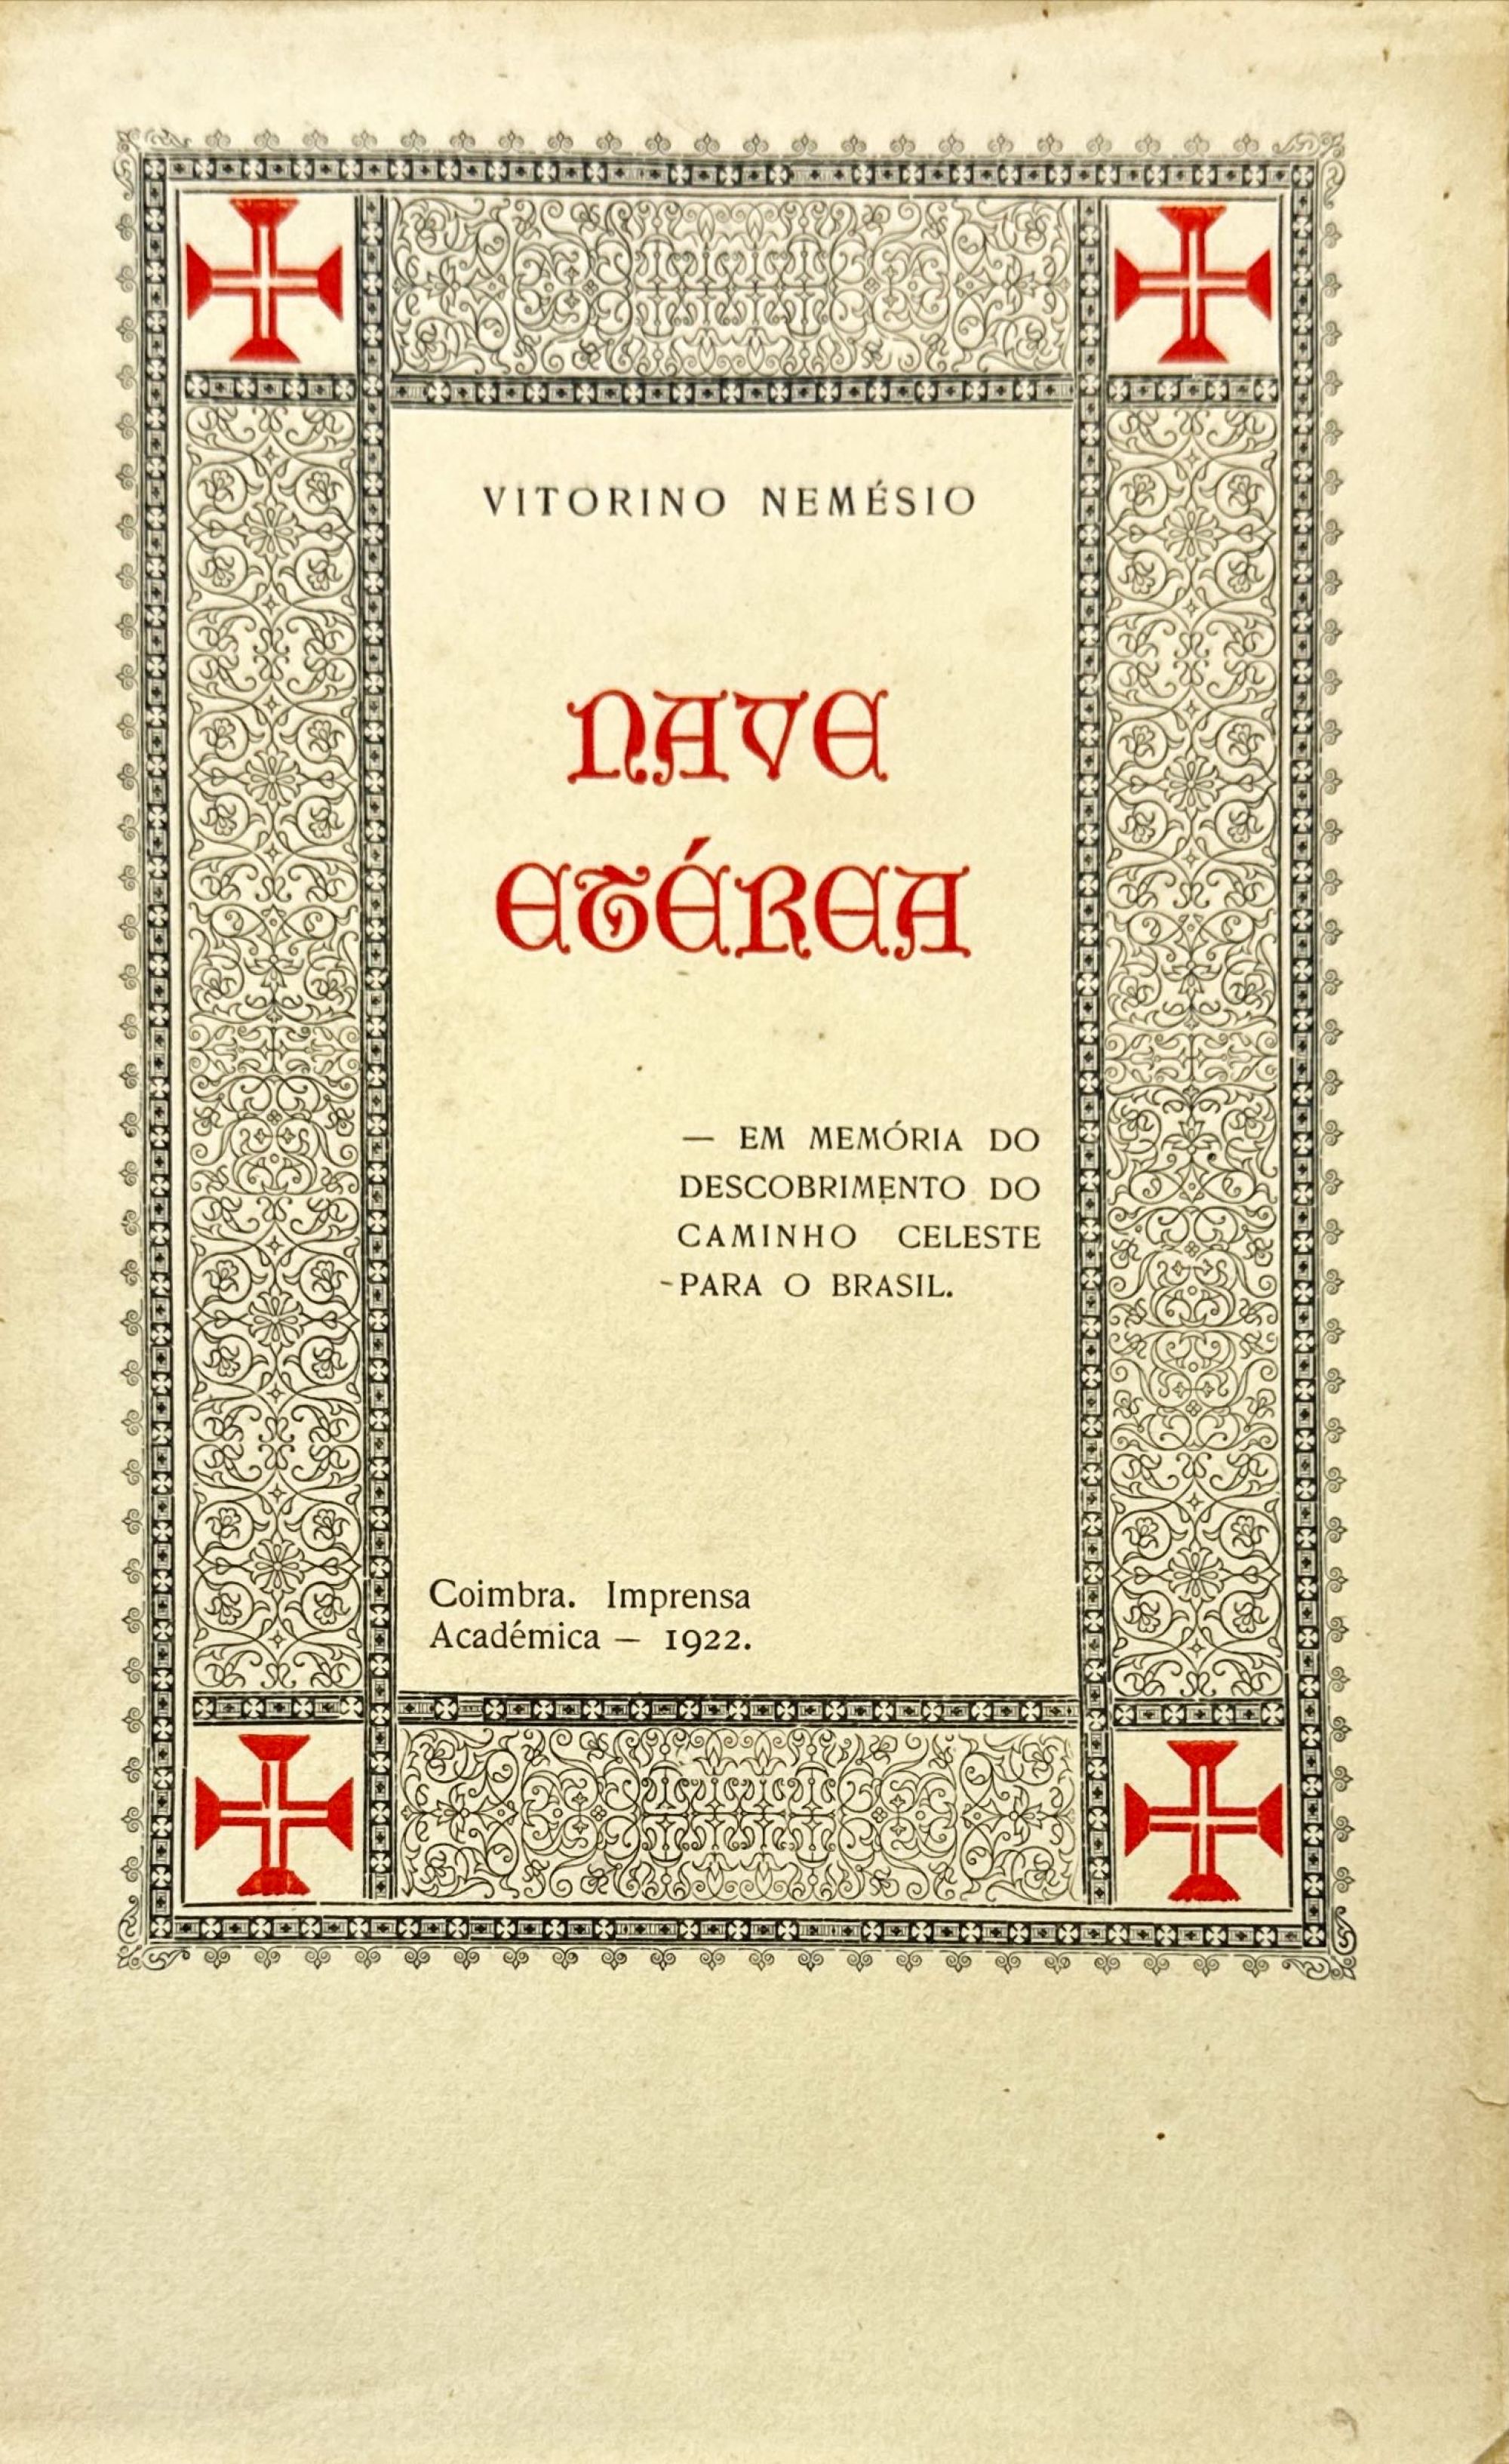 VITORINO NEMÉSIO
NAVE
ETÉREA
— EM MEMÓRIA DO
DESCOBRIMENTO DO
CAMINHO CELESTE
-PARA O BRASIL.
Coimbra. Imprensa
Académica — 1922.